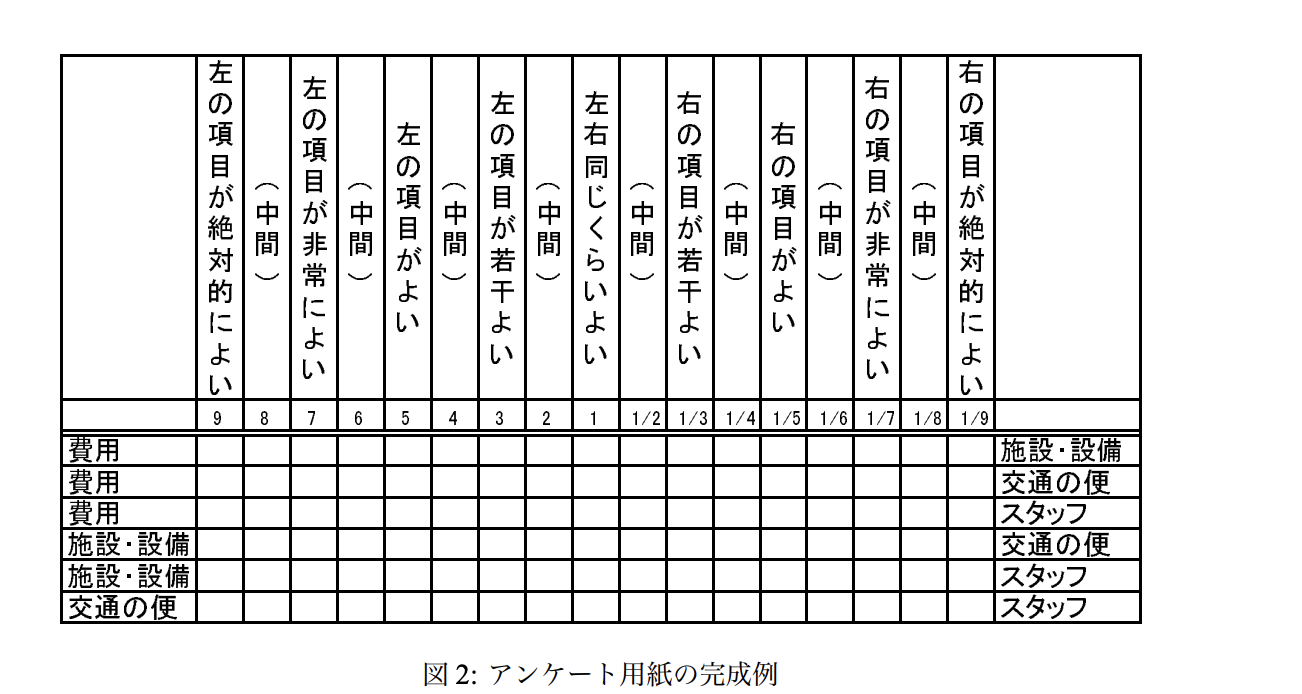 左の項目が絶対的によい
（中間）
左の項目が非常によい
（中間）
左の項目がよい
（中間）
左の項目が若干よい
（中間）
左右同じくらいよい
（中間）
右の項目が若干よい
（中間）
右の項目がよい
（中間）
右の項目が非常によい
（中間）
右の項目が絶対的によい
9 8 7 6 5 4 3 2 1 1/2 1/3 1/4 1/5 1/6 1/7 1/8 1/9
費用 施設・設備
費用 交通の便
費用 スタッフ
施設・設備 交通の便
施設・設備 スタッフ
交通の便 スタッフ
図 2: アンケート用紙の完成例